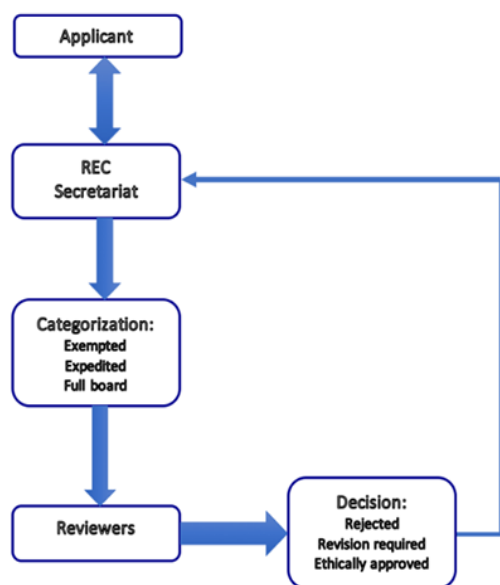 Applicant
REC
Secretariat
Categorization:
Exempted
Expedited
Full board
Reviewers
Decision:
Rejected
Revision required
Ethically approved